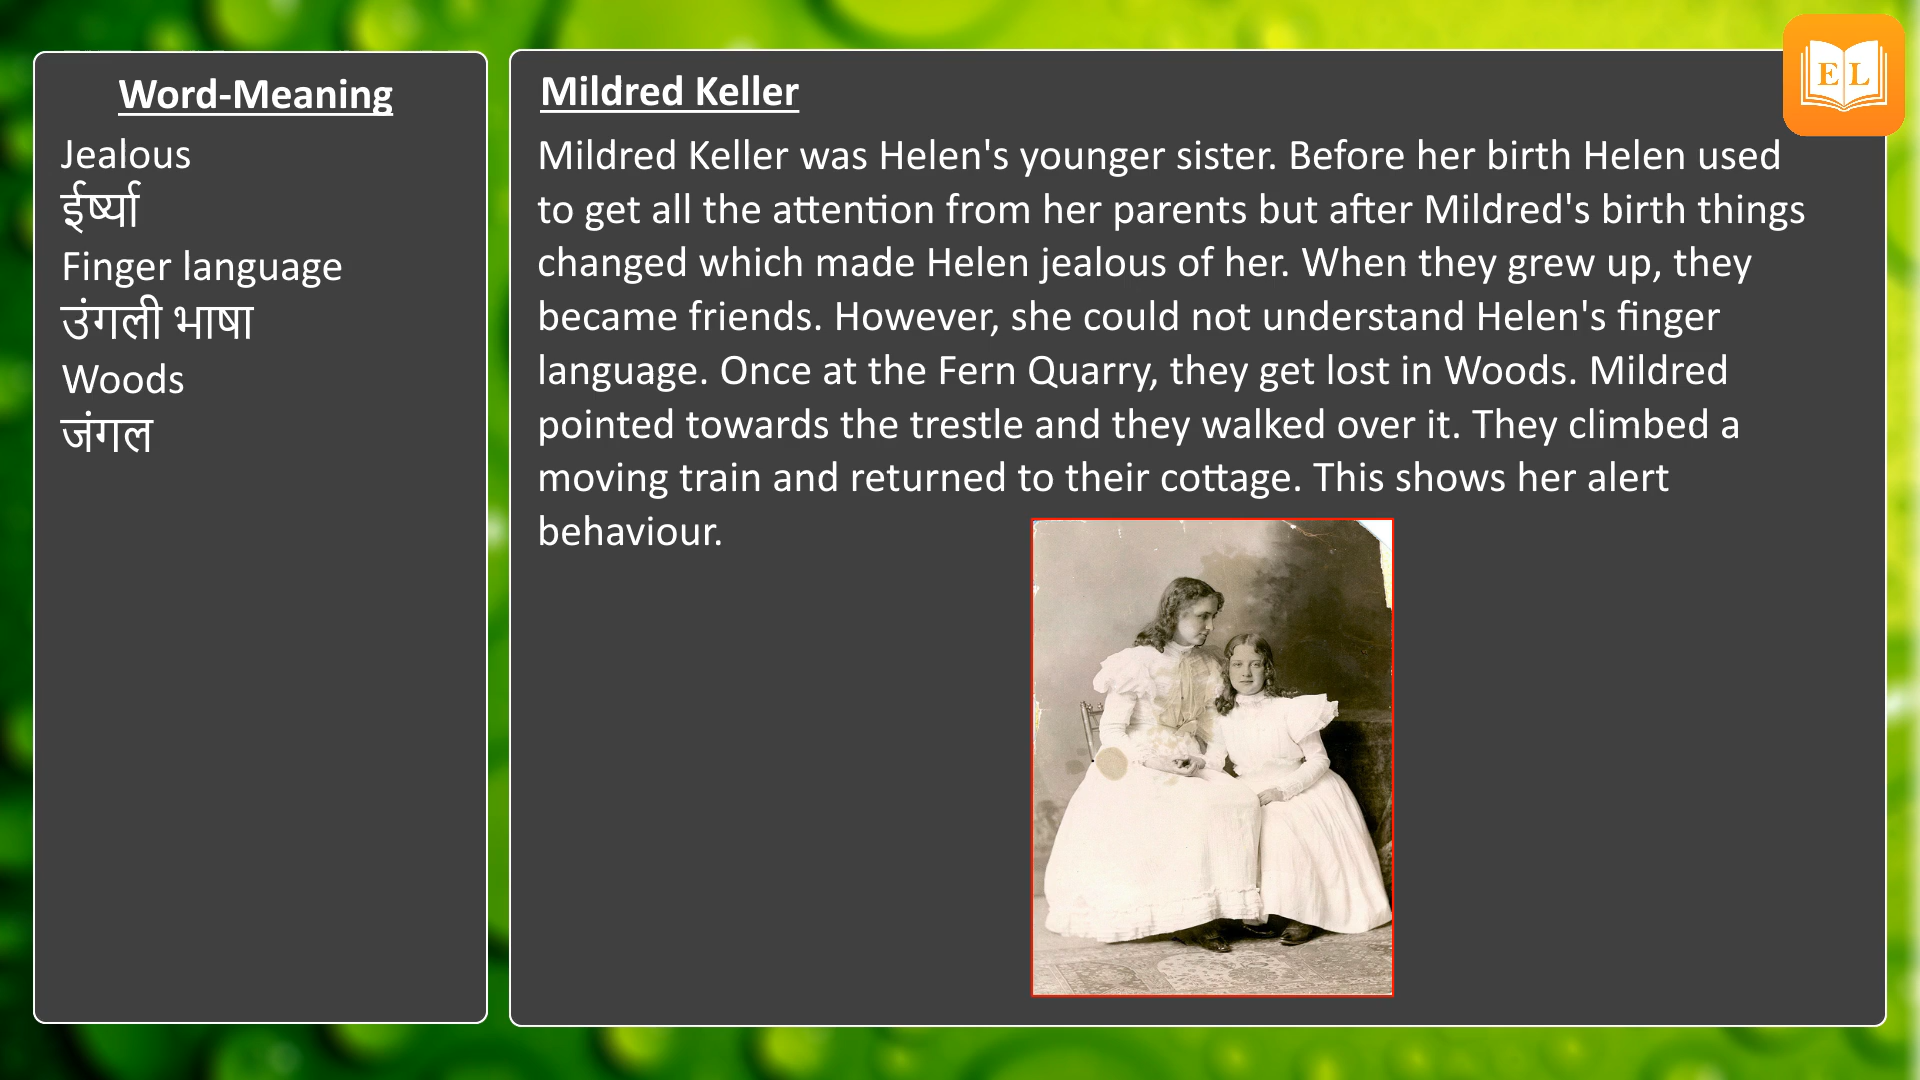 Word-Meaning
Jealous
ईर्ष्या
Finger language
उंगली भाषा
Woods
जंगल
Mildred Keller
Mildred Keller was Helen's younger sister. Before her birth Helen used
to get all the attention from her parents but after Mildred's birth things
changed which made Helen jealous of her. When they grew up, they
became friends. However, she could not understand Helen's finger
language. Once at the Fern Quarry, they get lost in Woods. Mildred
pointed towards the trestle and they walked over it. They climbed a
moving train and returned to their cottage. This shows her alert
behaviour.
E L